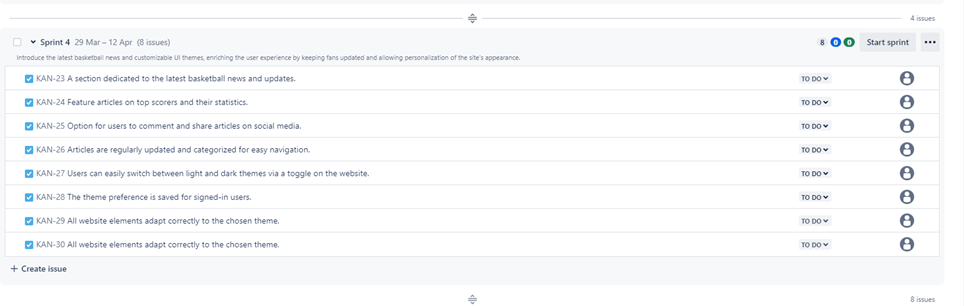 4 issues
Sprint 4 29 Mar – 12 Apr (8 issues) 8 0 0 Start sprint
Introduce the latest basketball news and customizable UI themes, enriching the user experience by keeping fans updated and allowing personalization of the site's appearance.
KAN-23 A section dedicated to the latest basketball news and updates. TO DO
KAN-24 Feature articles on top scorers and their statistics. TO DO
KAN-25 Option for users to comment and share articles on social media. TO DO
KAN-26 Articles are regularly updated and categorized for easy navigation. TO DO
KAN-27 Users can easily switch between light and dark themes via a toggle on the website. TO DO
KAN-28 The theme preference is saved for signed-in users. TO DO
KAN-29 All website elements adapt correctly to the chosen theme. TO DO
KAN-30 All website elements adapt correctly to the chosen theme. TO DO
+ Create issue
8 issues